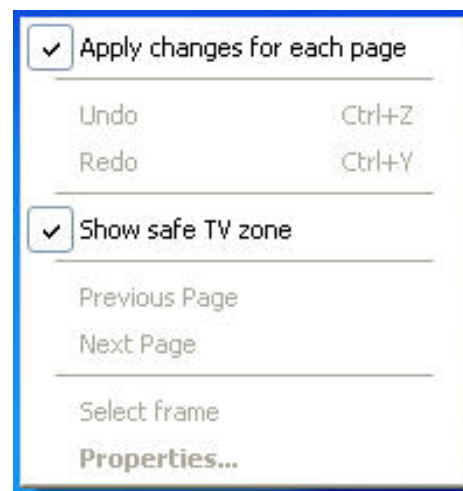 Apply changes for each page
Undo Ctrl+Z
Redo Ctrl+Y
Show safe TV zone
Previous Page
Next Page
Select frame
Properties...